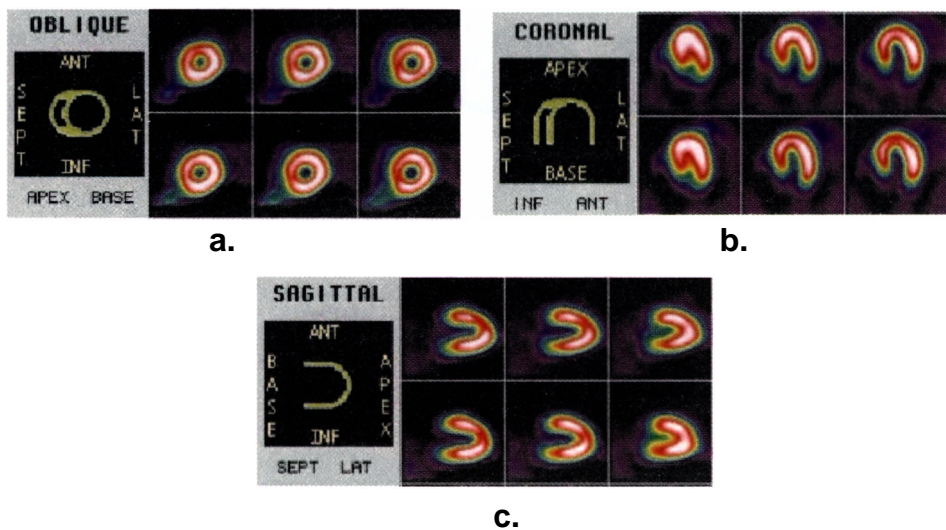 OBLIQUE
ANT
SEPT
LAT
INF
APEX BASE
a.
CORONAL
APEX
SEPT
LAT
BASE
INF ANT
b.
SAGITTAL
ANT
BASE
APEX
INF
SEPT LAT
c.